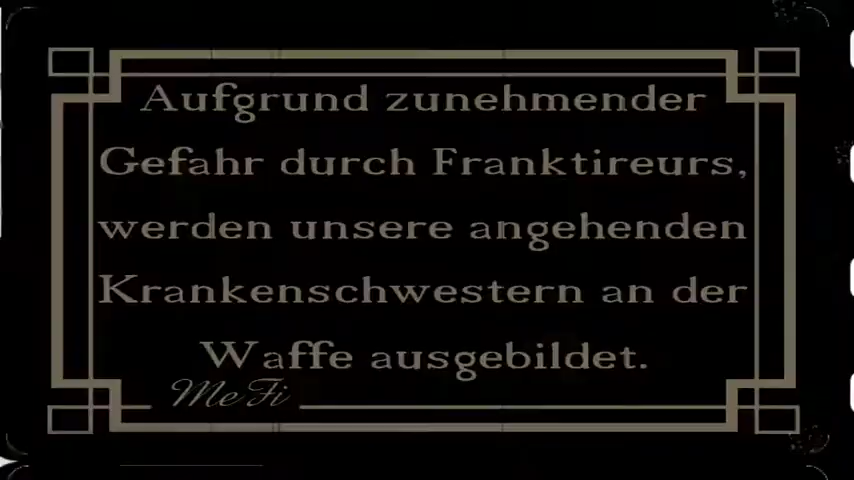 Aufgrund zunehmender
Gefahr durch Franktireurs,
werden unsere angehenden
Krankenschwestern an der
Waffe ausgebildet.
MeFi